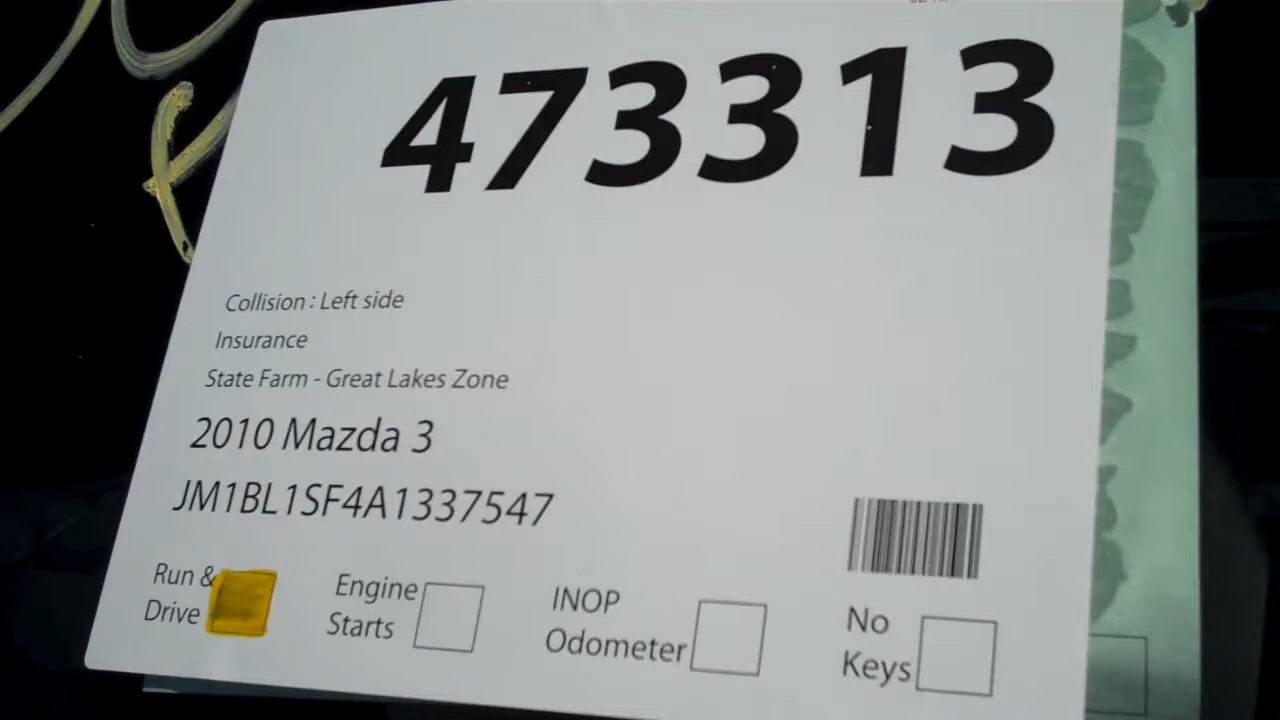 473313
Collision : Left side
Insurance
State Farm - Great Lakes Zone
2010 Mazda 3
JM1BL1SF4A1337547
Run & Drive
Engine Starts
INOP Odometer
No Keys